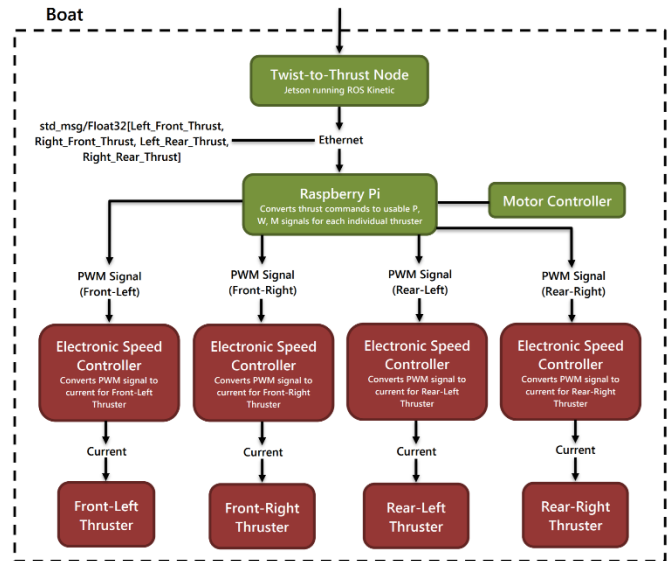 Boat
Twist-to-Thrust Node
Jetson running ROS Kinetic
std_msg/Float32[Left_Front_Thrust,
Right_Front_Thrust, Left_Rear_Thrust,
Right_Rear_Thrust]
Ethernet
Raspberry Pi
Converts thrust commands to usable P,
W, M signals for each individual thruster
Motor Controller
PWM Signal
(Front-Left)
PWM Signal
(Front-Right)
PWM Signal
(Rear-Left)
PWM Signal
(Rear-Right)
Electronic Speed
Controller
Converts PWM signal to
current for Front-Left
Thruster
Electronic Speed
Controller
Converts PWM signal to
current for Front-Right
Thruster
Electronic Speed
Controller
Converts PWM signal to
current for Rear-Left
Thruster
Electronic Speed
Controller
Converts PWM signal to
current for Rear-Right
Thruster
Current
Current
Current
Current
Front-Left
Thruster
Front-Right
Thruster
Rear-Left
Thruster
Rear-Right
Thruster